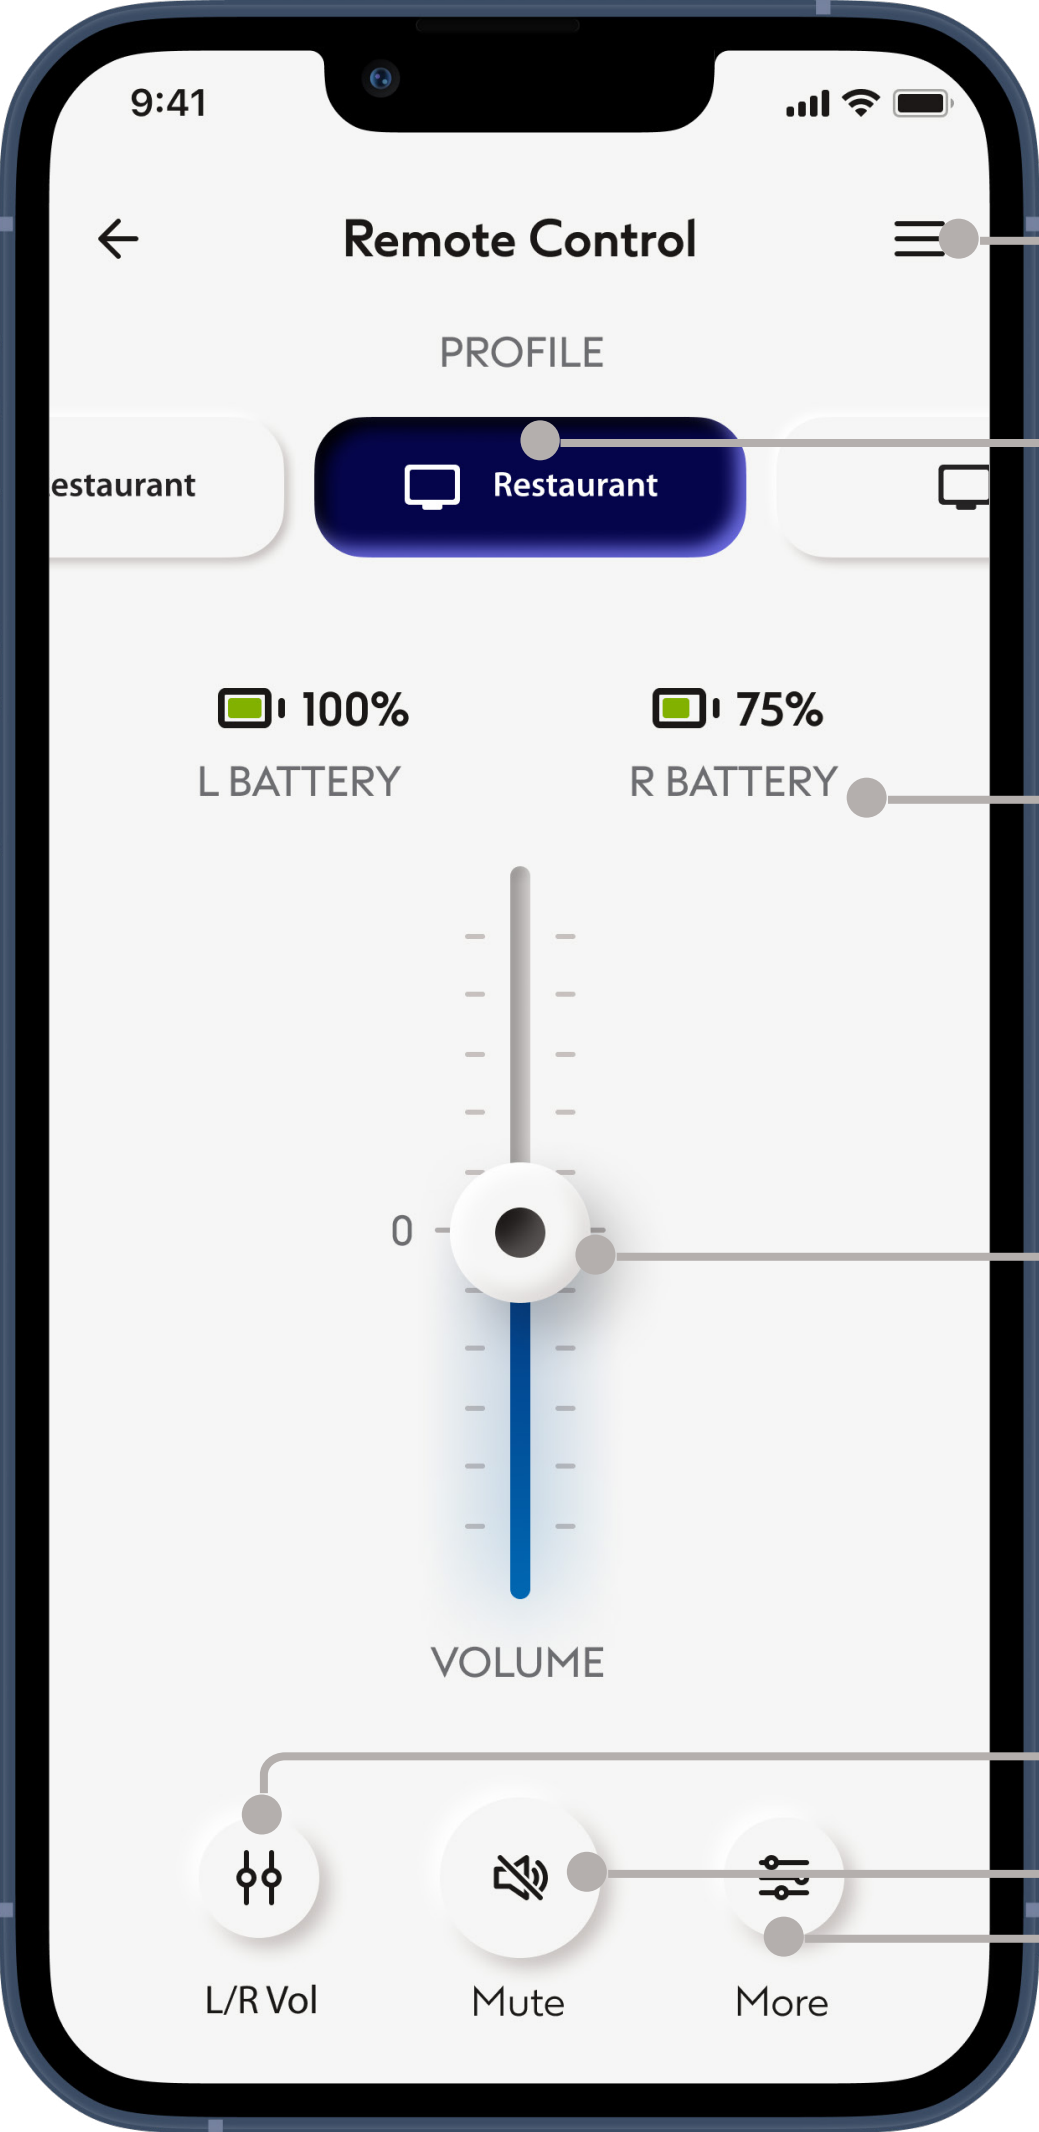 9:41
Remote Control
PROFILE
estaurant
Restaurant
100%
75%
L BATTERY
R BATTERY
0
VOLUME
L/R Vol
Mute
More